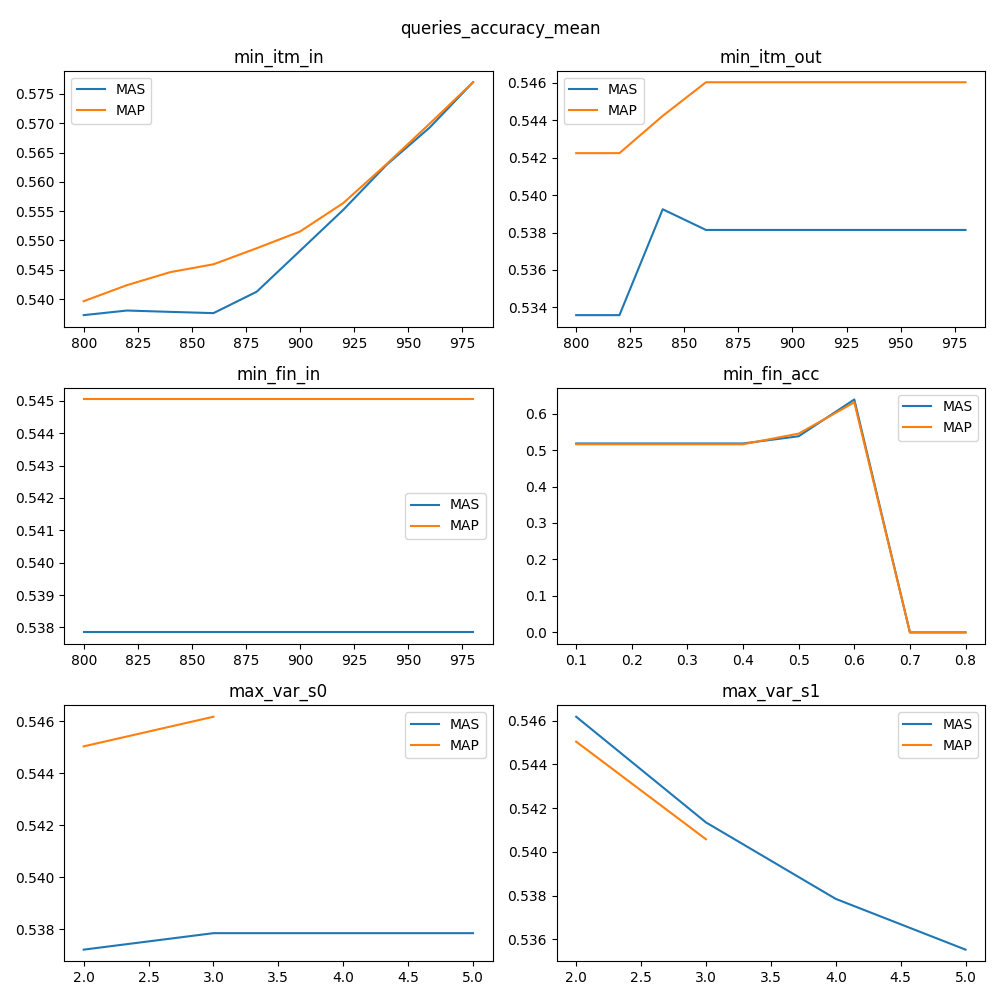 queries_accuracy_mean
min_itm_in
MAS
MAP
0.575
0.570
0.565
0.560
0.555
0.550
0.545
0.540
800 825 850 875 900 925 950 975
min_itm_out
MAS
MAP
0.546
0.544
0.542
0.540
0.538
0.536
0.534
800 825 850 875 900 925 950 975
min_fin_in
0.545
0.544
0.543
0.542
0.541
0.540
0.539
0.538
MAS
MAP
800 825 850 875 900 925 950 975
min_fin_acc
MAS
MAP
0.6
0.5
0.4
0.3
0.2
0.1
0.0
0.1 0.2 0.3 0.4 0.5 0.6 0.7 0.8
max_var_s0
MAS
MAP
0.546
0.544
0.542
0.540
0.538
2.0 2.5 3.0 3.5 4.0 4.5 5.0
max_var_s1
MAS
MAP
0.546
0.544
0.542
0.540
0.538
0.536
2.0 2.5 3.0 3.5 4.0 4.5 5.0